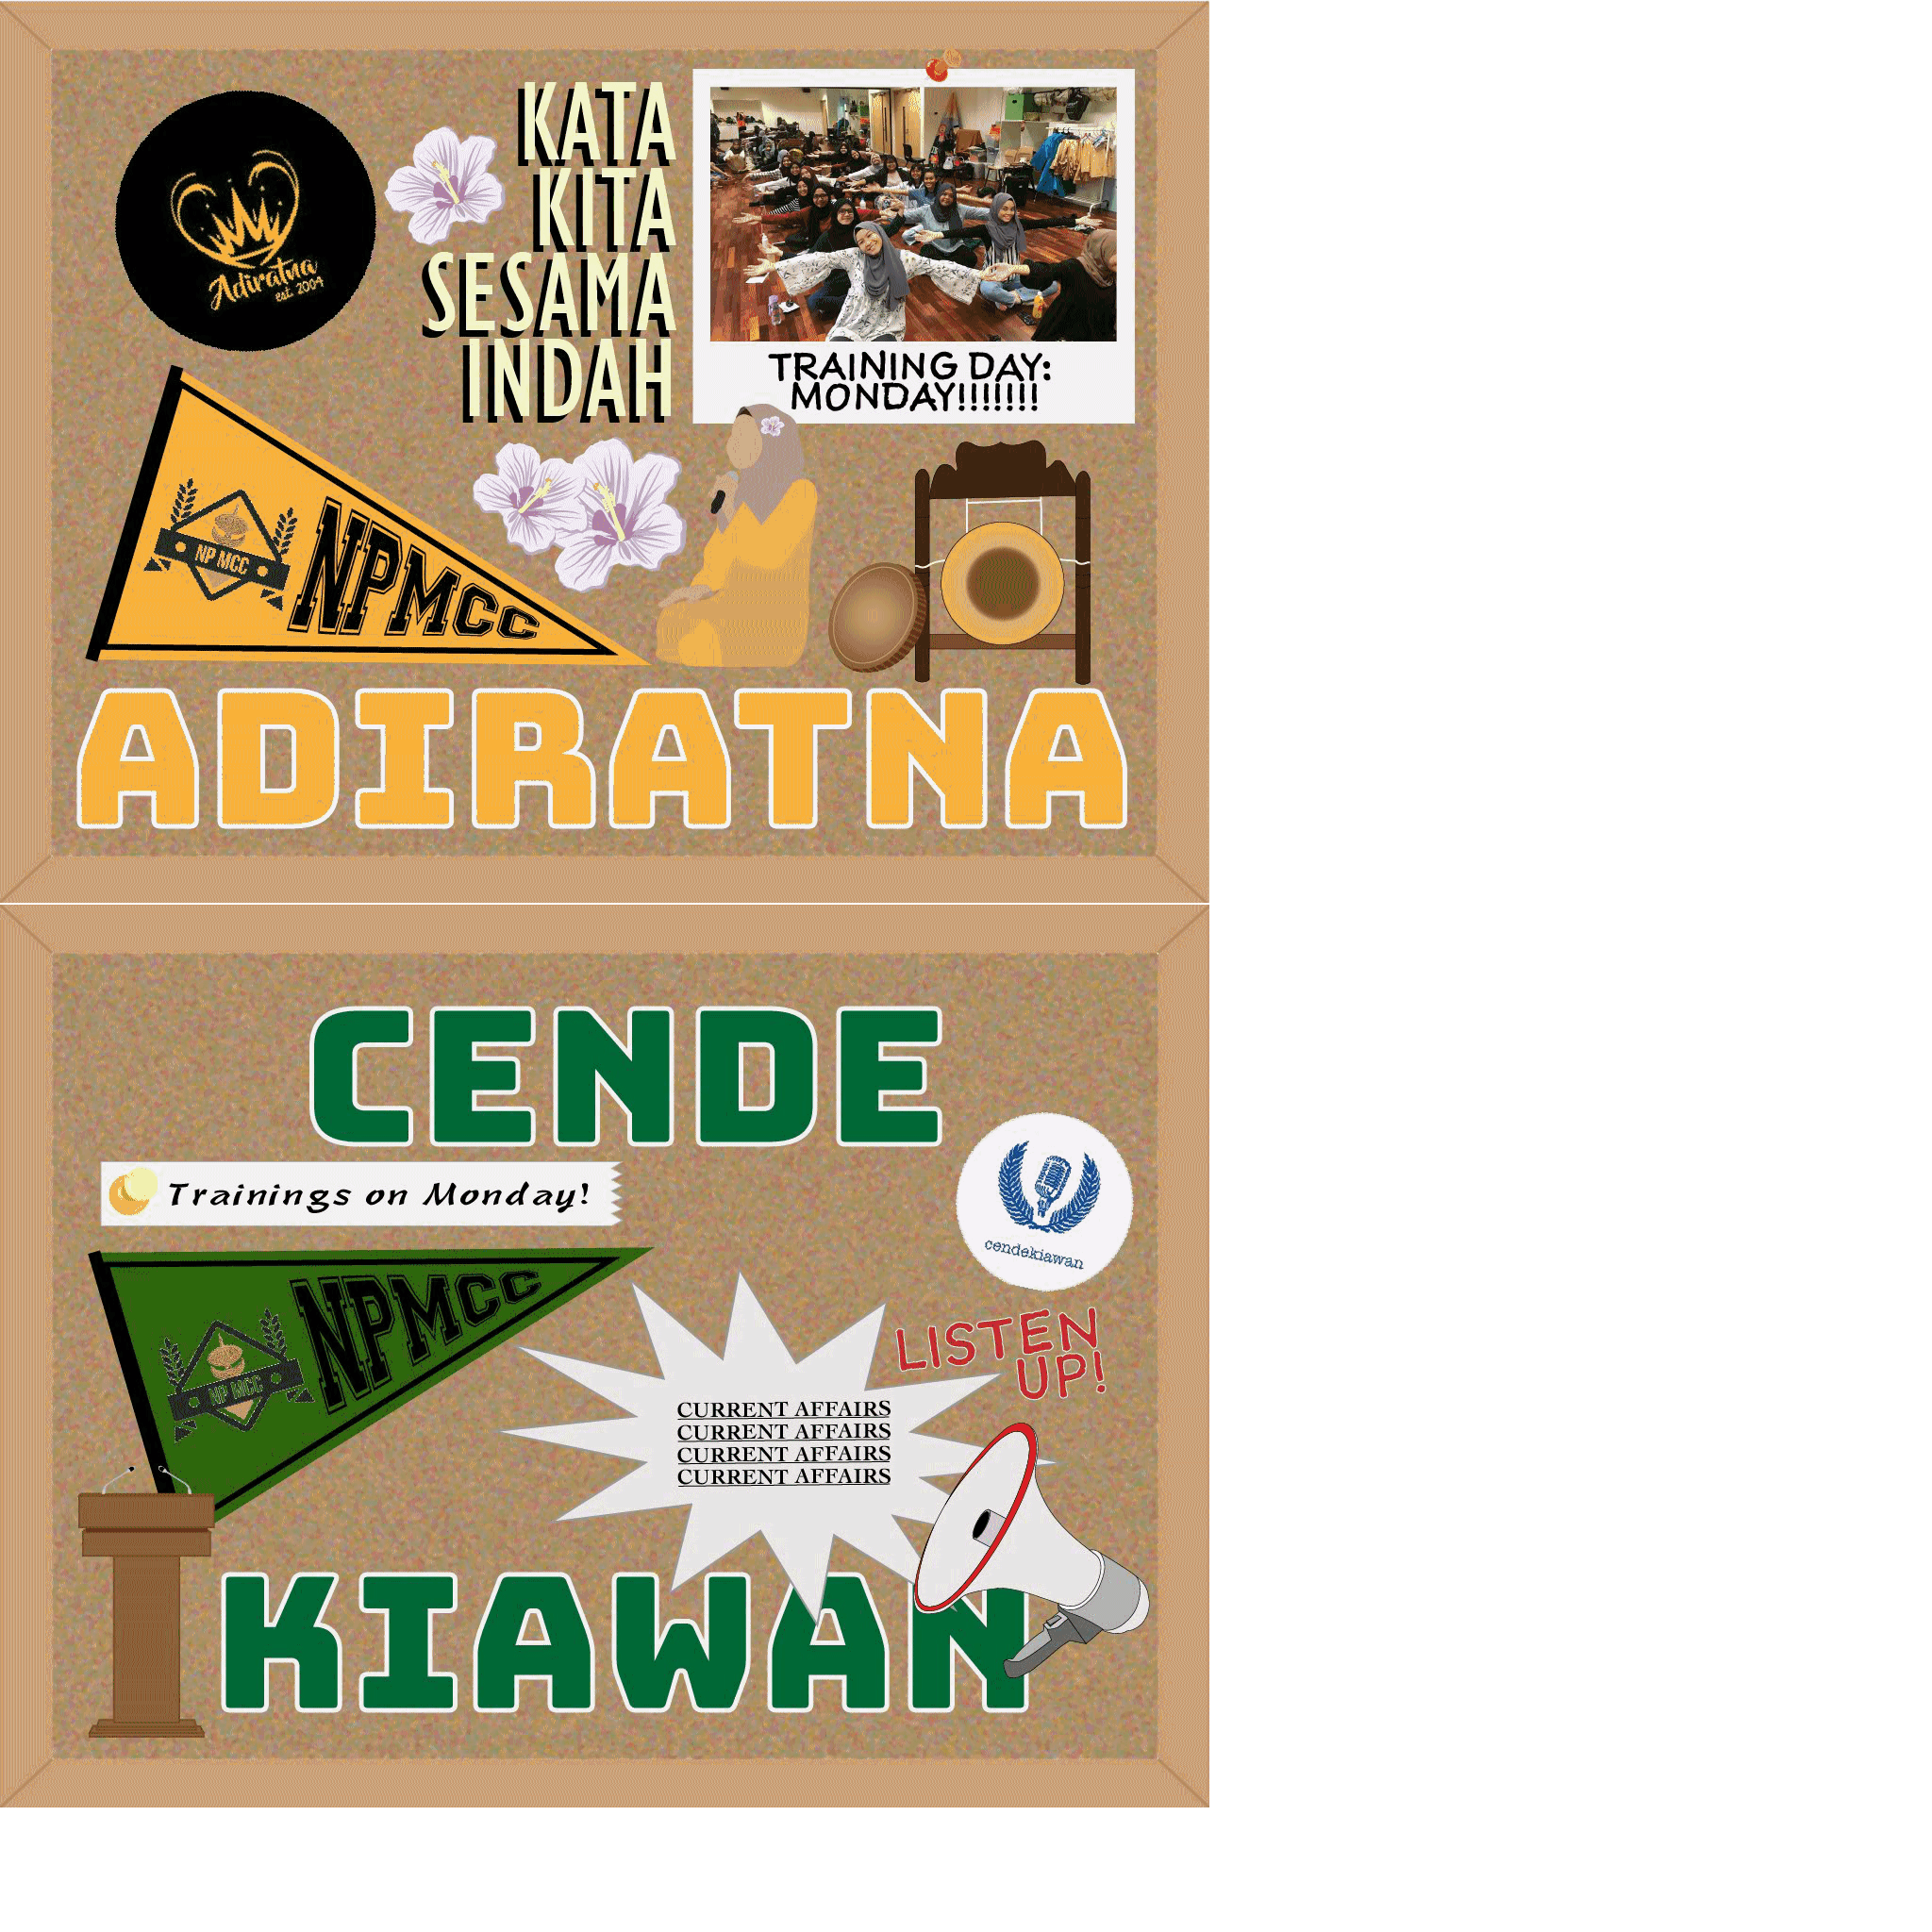 Adiratna
est. 2004
KATA
KITA
SESAMA
INDAH
TRAINING DAY:
MONDAY!!!!!!!
NP MCC
NPMCC
ADIRATNA
CENDE
Trainings on Monday!
cendekiawan
NP MCC
NPMCC
LISTEN
UP!
CURRENT AFFAIRS
CURRENT AFFAIRS
CURRENT AFFAIRS
CURRENT AFFAIRS
KIAWAN